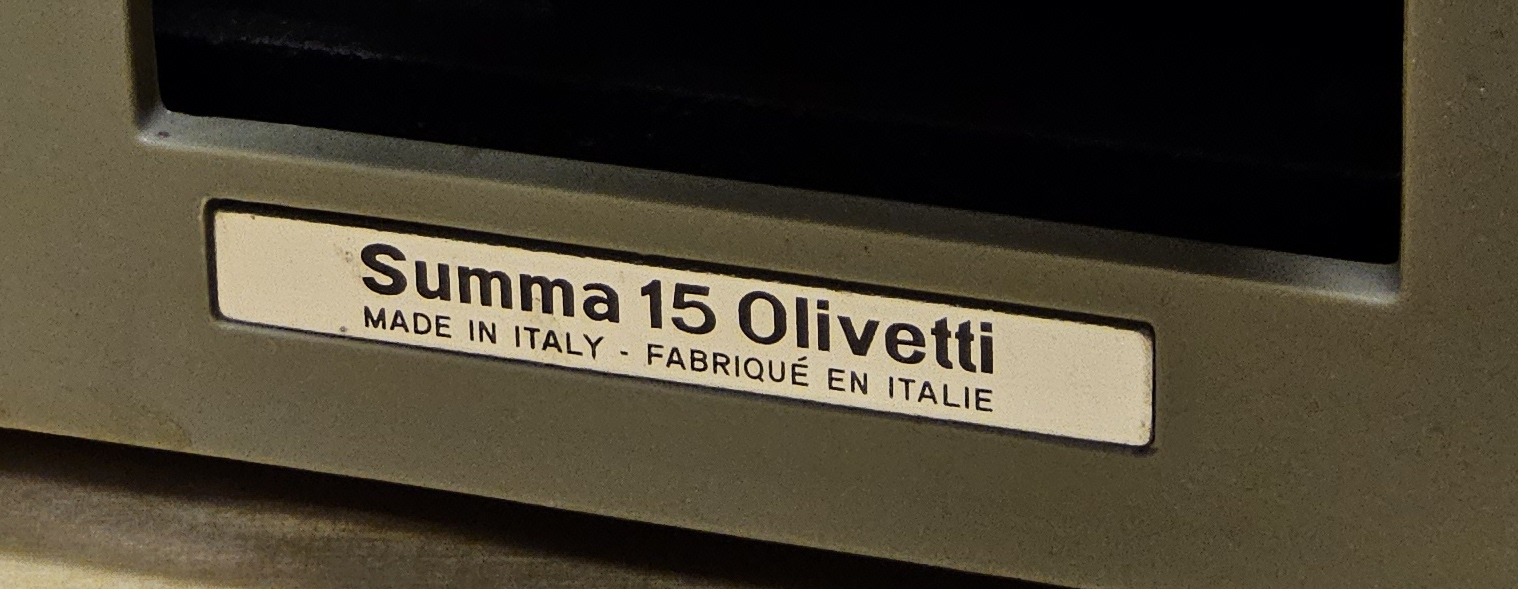 Summa 15 Olivetti
MADE IN ITALY - FABRIQUÉ EN ITALIE